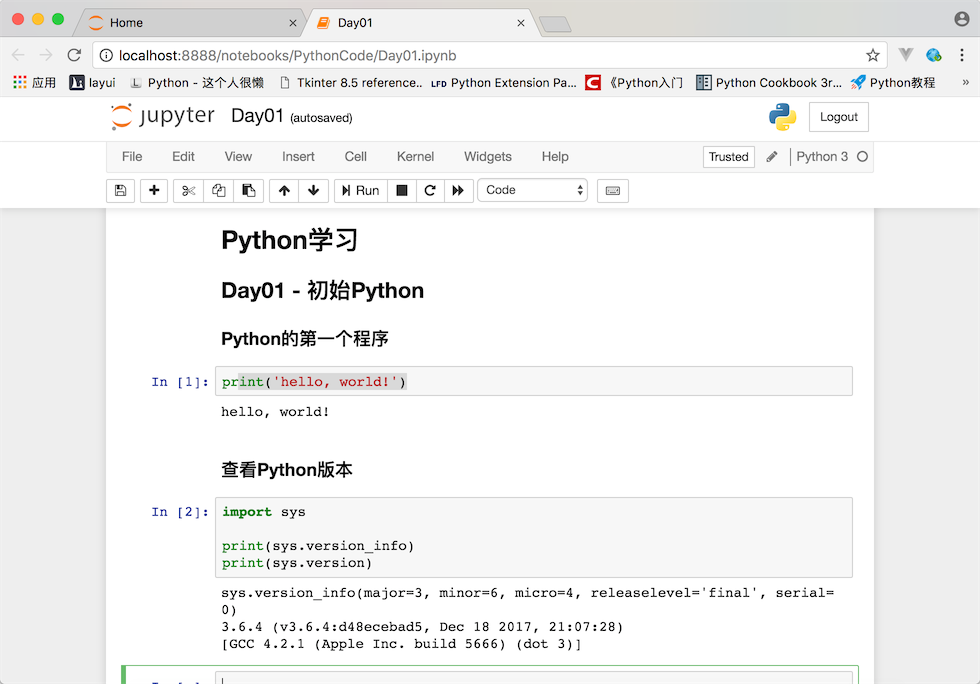 Home
Day01
localhost:8888/notebooks/PythonCode/Day01.ipynb
应用 layui Python - 这个人很懒 Tkinter 8.5 reference.. LFD Python Extension Pa... 《Python入门 Python Cookbook 3r... Python教程 »
jupyter Day01 (autosaved) Logout
File Edit View Insert Cell Kernel Widgets Help Trusted Python 3
Run Code
Python学习
Day01 - 初始Python
Python的第一个程序
In [1]: print('hello, world!')
hello, world!
查看Python版本
In [2]: import sys
print(sys.version_info)
print(sys.version)
sys.version_info(major=3, minor=6, micro=4, releaselevel='final', serial=
0)
3.6.4 (v3.6.4:d48ecebad5, Dec 18 2017, 21:07:28)
[GCC 4.2.1 (Apple Inc. build 5666) (dot 3)]